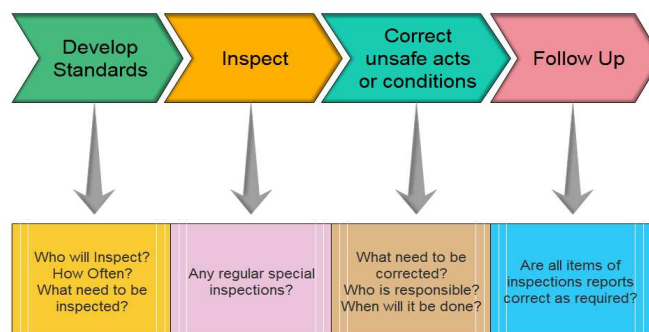 Develop
Standards
Inspect
Correct
unsafe acts
or conditions
Follow Up
Who will Inspect?
How Often?
What need to be
inspected?
Any regular special
inspections?
What need to be
corrected?
Who is responsible?
When will it be done?
Are all items of
inspections reports
correct as required?